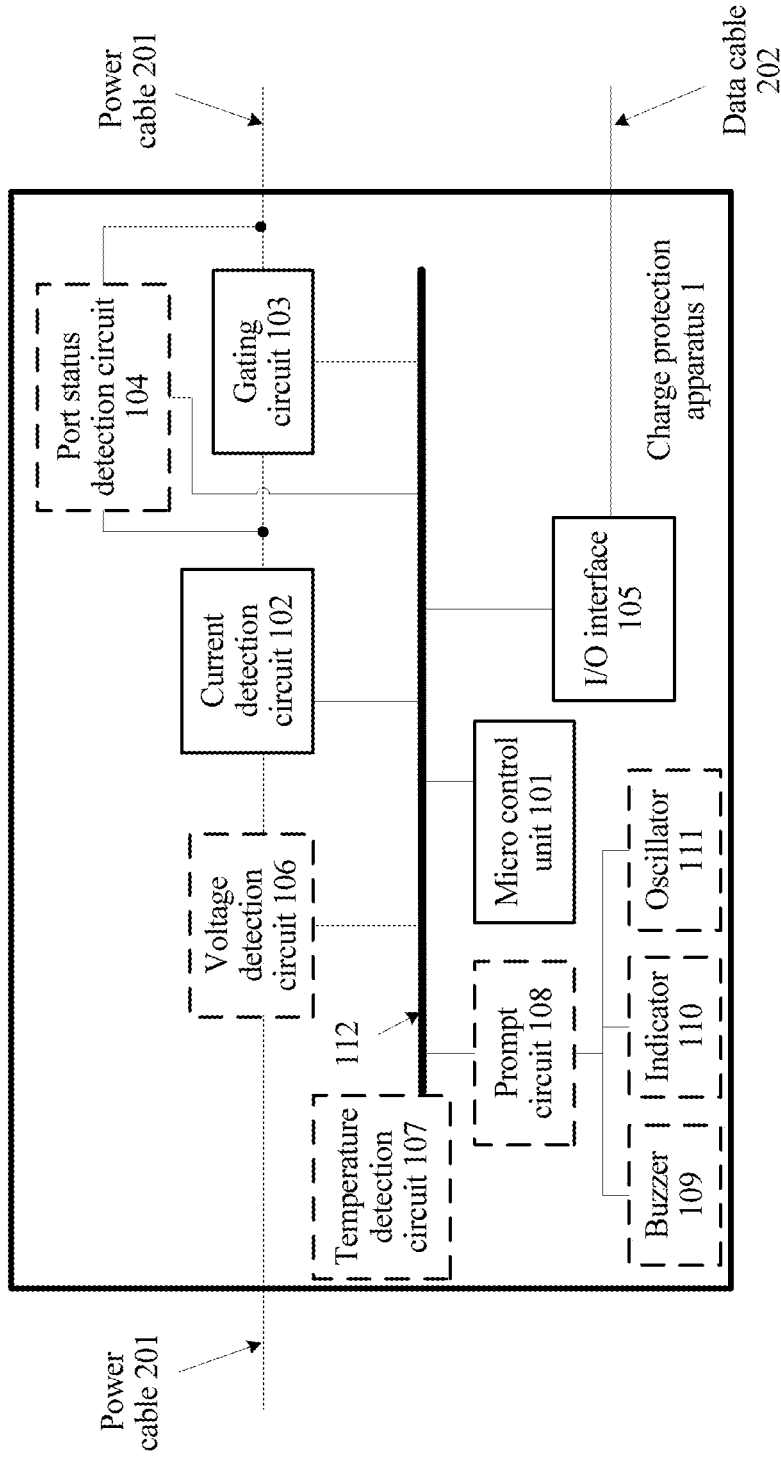 Power
cable 201
Port status
detection circuit
104
Power
cable 201
Voltage
detection
circuit 106
Current
detection
circuit 102
Gating
circuit 103
112
Temperature
detection
circuit 107
Prompt
circuit 108
Micro control
unit 101
I/O interface
105
Data cable
202
Buzzer
109
Indicator
110
Oscillator
111
Charge protection
apparatus 1